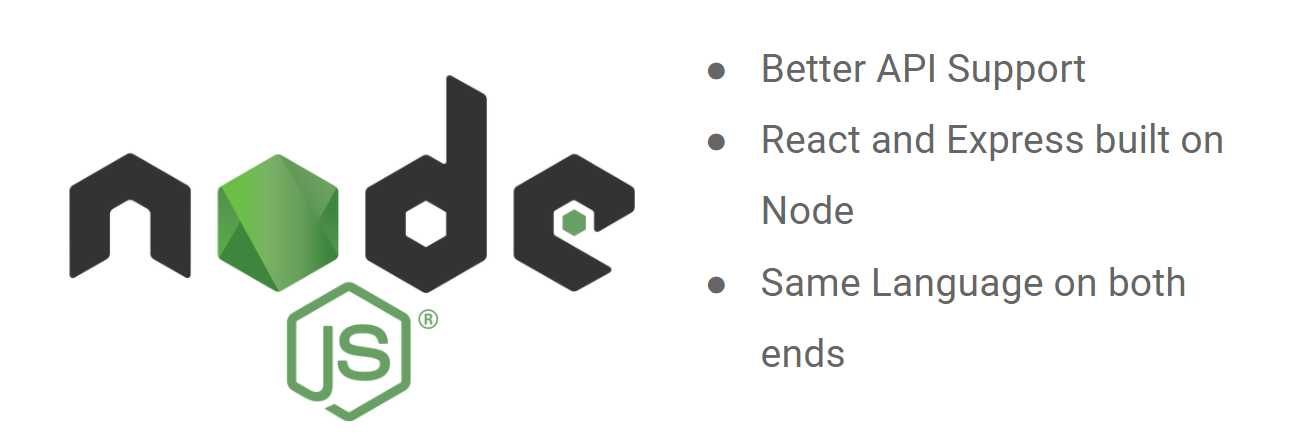 node
JS®
● Better API Support
● React and Express built on
Node
● Same Language on both
ends